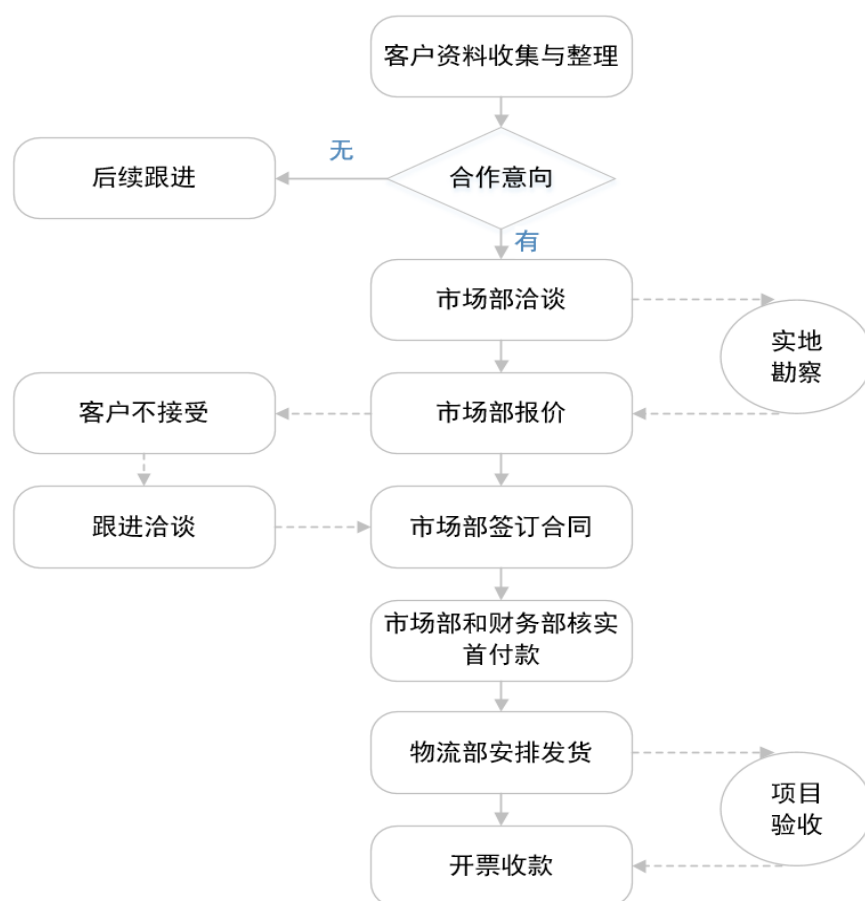 客户资料收集与整理
无
后续跟进
合作意向
有
市场部洽谈
实地
勘察
客户不接受
市场部报价
跟进洽谈
市场部签订合同
市场部和财务部核实
首付款
物流部安排发货
项目
验收
开票收款